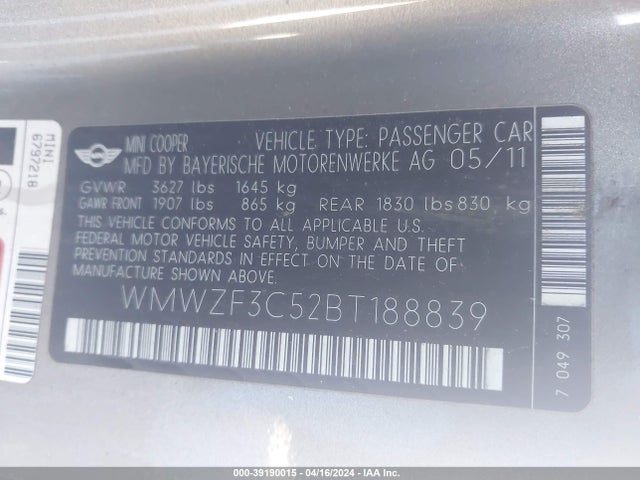 MINI COOPER VEHICLE TYPE: PASSENGER CAR
MFD BY BAYERISCHE MOTORENWERKE AG 05/11
GVWR 3627 lbs 1645 kg
GAWR FRONT 1907 lbs 865 kg REAR 1830 lbs 830 kg
THIS VEHICLE CONFORMS TO ALL APPLICABLE U.S.
FEDERAL MOTOR VEHICLE SAFETY, BUMPER AND THEFT
PREVENTION STANDARDS IN EFFECT ON THE DATE OF
MANUFACTURE SHOWN ABOVE.
WMWZF3C52BT188839
7 049 307
MINI
6797218
000-39190015 - 04/16/2024 - IAA Inc.